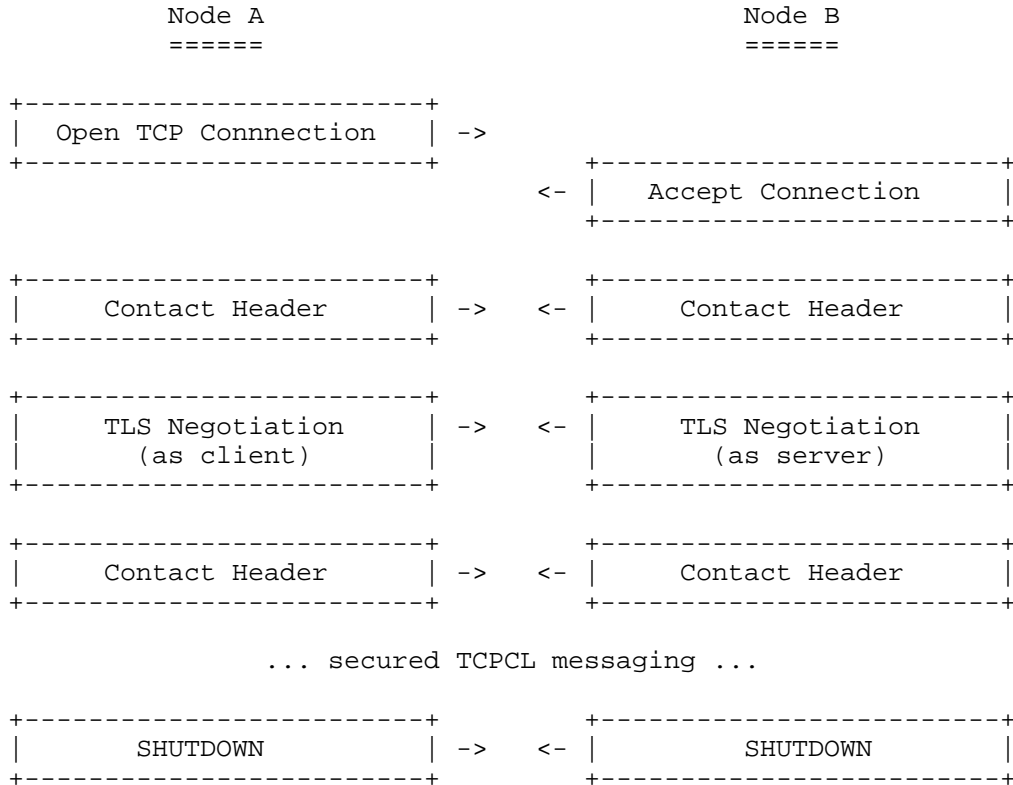 Node A                              Node B
======                              ======

+-------------------------+
|  Open TCP Connnection   | ->
+-------------------------+         +-------------------------+
                                 <- |   Accept Connection     |
                                    +-------------------------+

+-------------------------+         +-------------------------+
|     Contact Header      | ->   <- |     Contact Header      |
+-------------------------+         +-------------------------+

+-------------------------+         +-------------------------+
|     TLS Negotiation     | ->   <- |     TLS Negotiation     |
|       (as client)       |         |       (as server)       |
+-------------------------+         +-------------------------+

+-------------------------+         +-------------------------+
|     Contact Header      | ->   <- |     Contact Header      |
+-------------------------+         +-------------------------+

                ... secured TCPCL messaging ...

+-------------------------+         +-------------------------+
|       SHUTDOWN          | ->   <- |         SHUTDOWN        |
+-------------------------+         +-------------------------+